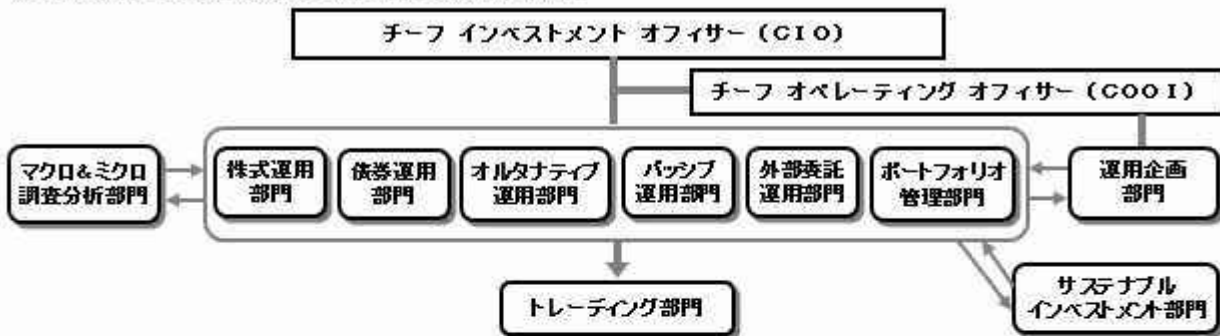 チーフ インベストメント オフィサー (CIO)
チーフ オペレーティング オフィサー (COO I)
マクロ&ミクロ
調査分析部門
株式運用
部門
債券運用
部門
オルタナティブ
運用部門
パッシブ
運用部門
外部委託
運用部門
ポートフォリオ
管理部門
運用企画
部門
トレーディング部門
サステナブル
インベストメント部門